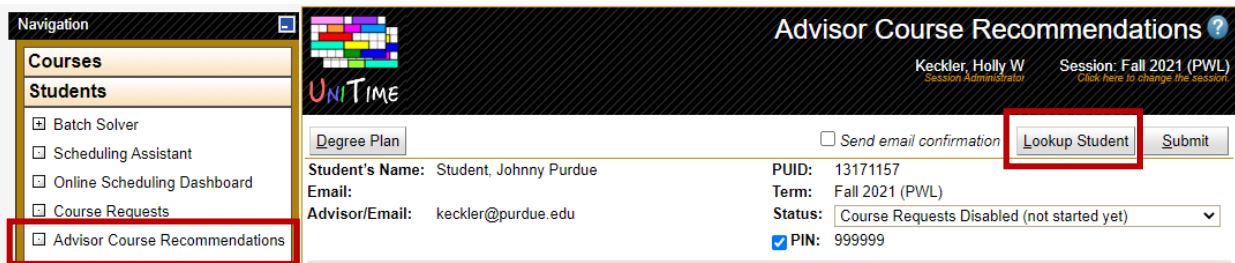 Navigation
Courses
Students
Batch Solver
Scheduling Assistant
Online Scheduling Dashboard
Course Requests
Advisor Course Recommendations
UNITIME
Advisor Course Recommendations ?
Keckler, Holly W Session: Fall 2021 (PWL)
Session Administrator Click here to change the session.
Degree Plan Send email confirmation Lookup Student Submit
Student's Name: Student, Johnny Purdue PUID: 13171157
Email: Term: Fall 2021 (PWL)
Advisor/Email: keckler@purdue.edu Status: Course Requests Disabled (not started yet)
PIN: 999999